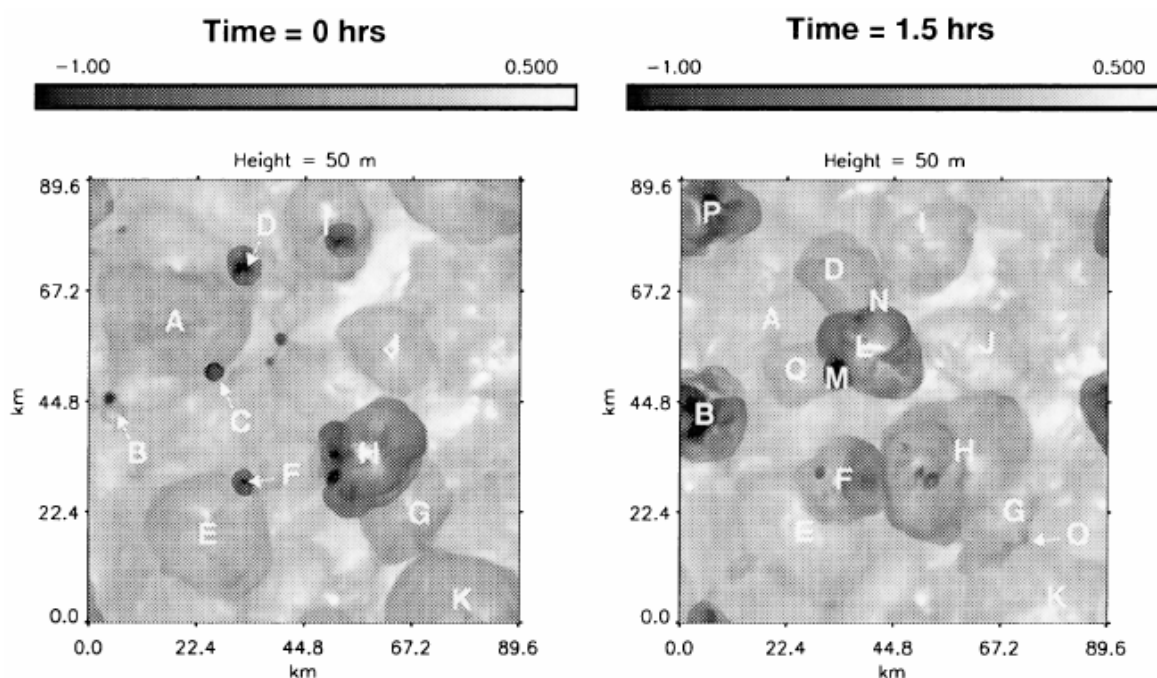 Time = 0 hrs
-1.00 0.500
Height = 50 m
89.6
67.2
44.8
22.4
0.0
km
0.0 22.4 44.8 67.2 89.6
km
D
I
A
J
C
B
H
F
G
E
K
Time = 1.5 hrs
-1.00 0.500
Height = 50 m
89.6
67.2
44.8
22.4
0.0
km
0.0 22.4 44.8 67.2 89.6
km
P
I
D
N
A
L
J
Q
M
B
H
F
G
E
O
K